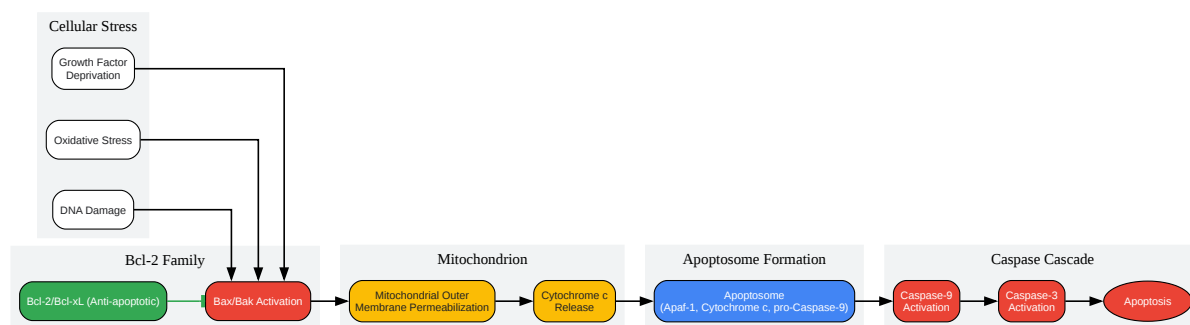 Cellular Stress
Growth Factor
Deprivation
Oxidative Stress
DNA Damage
Bcl-2 Family
Bcl-2/Bcl-xL (Anti-apoptotic)
Bax/Bak Activation
Mitochondrion
Mitochondrial Outer
Membrane Permeabilization
Cytochrome c
Release
Apoptosome Formation
Apoptosome
(Apaf-1, Cytochrome c, pro-Caspase-9)
Caspase Cascade
Caspase-9
Activation
Caspase-3
Activation
Apoptosis